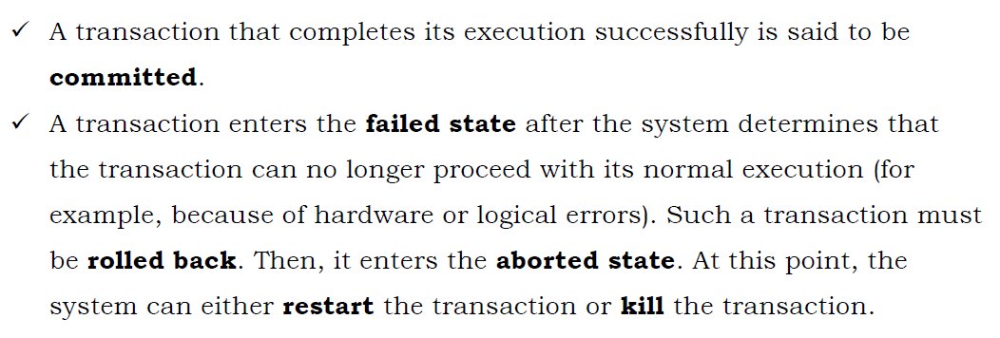 ✓ A transaction that completes its execution successfully is said to be
committed.
✓ A transaction enters the failed state after the system determines that
the transaction can no longer proceed with its normal execution (for
example, because of hardware or logical errors). Such a transaction must
be rolled back. Then, it enters the aborted state. At this point, the
system can either restart the transaction or kill the transaction.